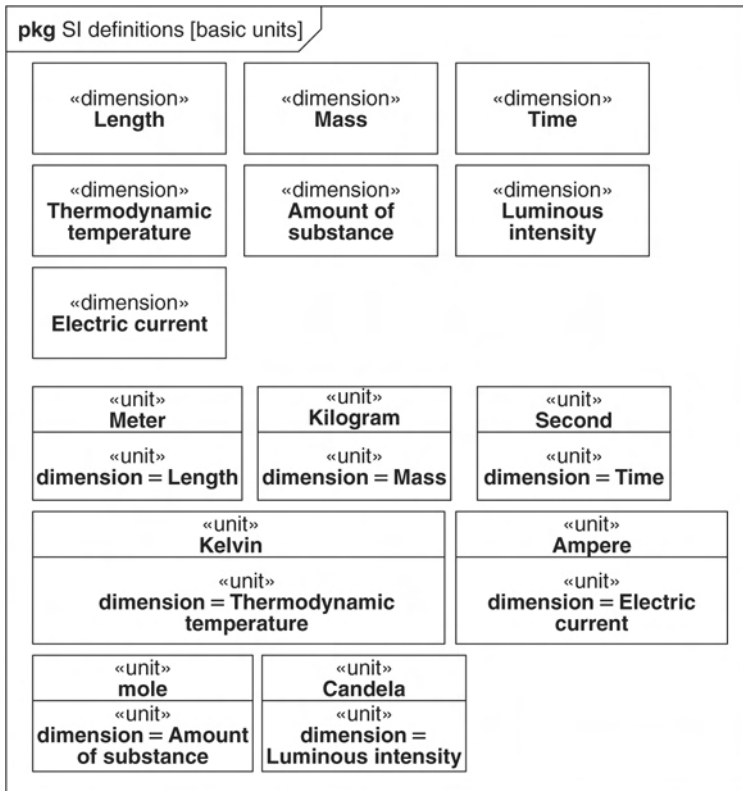 pkg SI definitions [basic units]
«dimension»
Length
«dimension»
Mass
«dimension»
Time
«dimension»
Thermodynamic
temperature
«dimension»
Amount of
substance
«dimension»
Luminous
intensity
«dimension»
Electric current
«unit»
Meter
«unit»
dimension = Length
«unit»
Kilogram
«unit»
dimension = Mass
«unit»
Second
«unit»
dimension = Time
«unit»
Kelvin
«unit»
dimension = Thermodynamic
temperature
«unit»
Ampere
«unit»
dimension = Electric
current
«unit»
mole
«unit»
dimension = Amount
of substance
«unit»
Candela
«unit»
dimension =
Luminous intensity